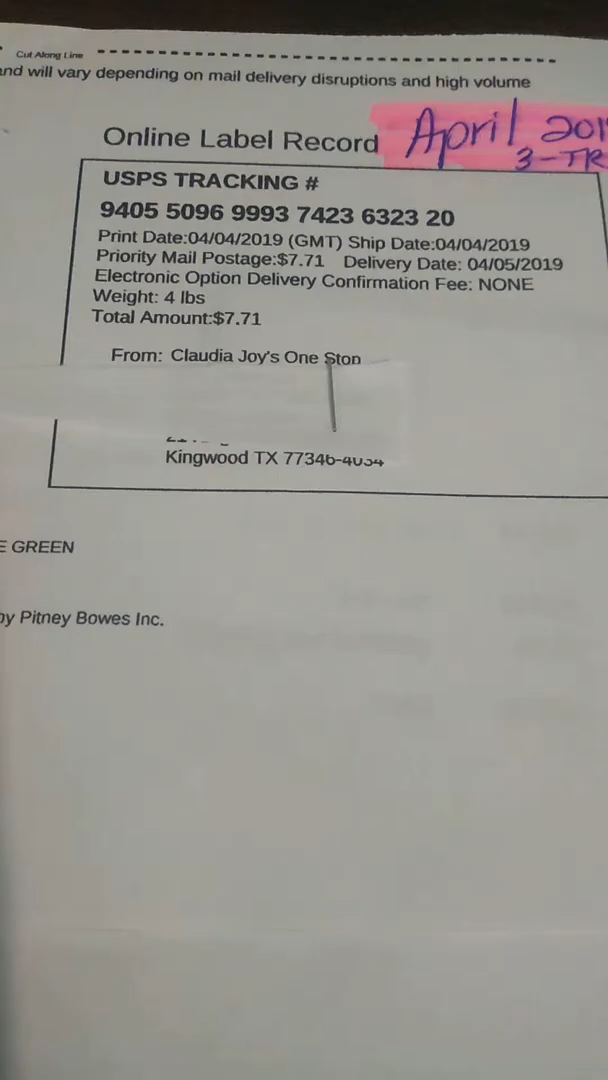 Cut Along Line
and will vary depending on mail delivery disruptions and high volume
Online Label Record
April 201
3-TR
USPS TRACKING #
9405 5096 9993 7423 6323 20
Print Date:04/04/2019 (GMT) Ship Date:04/04/2019
Priority Mail Postage:$7.71 Delivery Date: 04/05/2019
Electronic Option Delivery Confirmation Fee: NONE
Weight: 4 lbs
Total Amount:$7.71
From: Claudia Joy's One Stop
Kingwood TX 77346-4034
E GREEN
by Pitney Bowes Inc.